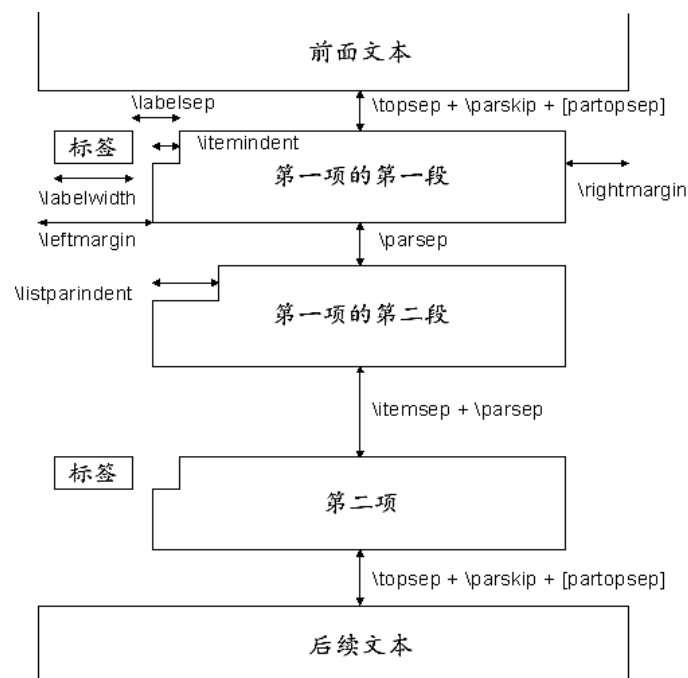 前面文本
\labelsep
\topsep + \parskip + [partopsep]
标签
\itemindent
第一项的第一段
\labelwidth
\rightmargin
\leftmargin
\parsep
\listparindent
第一项的第二段
\itemsep + \parsep
标签
第二项
\topsep + \parskip + [partopsep]
后续文本